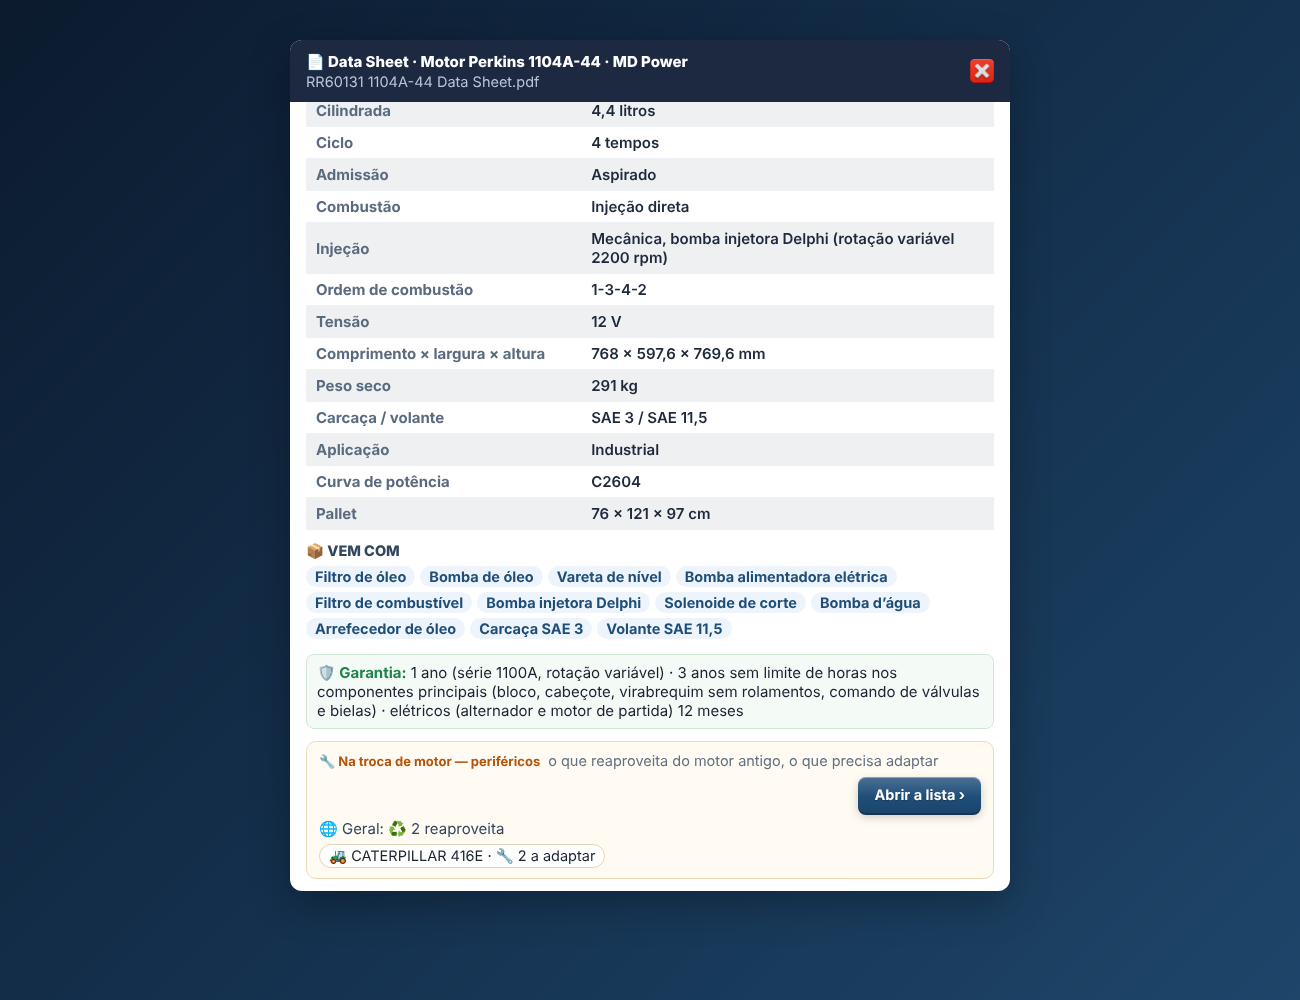 📄 Data Sheet · Motor Perkins 1104A-44 · MD Power
RR60131 1104A-44 Data Sheet.pdf
Cilindrada 4,4 litros
Ciclo 4 tempos
Admissão Aspirado
Combustão Injeção direta
Injeção Mecânica, bomba injetora Delphi (rotação variável
2200 rpm)
Ordem de combustão 1-3-4-2
Tensão 12 V
Comprimento × largura × altura 768 × 597,6 × 769,6 mm
Peso seco 291 kg
Carcaça / volante SAE 3 / SAE 11,5
Aplicação Industrial
Curva de potência C2604
Pallet 76 × 121 × 97 cm
📦 VEM COM
Filtro de óleo Bomba de óleo Vareta de nível Bomba alimentadora elétrica
Filtro de combustível Bomba injetora Delphi Solenoide de corte Bomba d’água
Arrefecedor de óleo Carcaça SAE 3 Volante SAE 11,5
🛡️ Garantia: 1 ano (série 1100A, rotação variável) · 3 anos sem limite de horas nos
componentes principais (bloco, cabeçote, virabrequim sem rolamentos, comando de válvulas
e bielas) · elétricos (alternador e motor de partida) 12 meses
🔧 Na troca de motor — periféricos o que reaproveita do motor antigo, o que precisa adaptar
Abrir a lista ›
🌐 Geral: ♻️ 2 reaproveita
🚜 CATERPILLAR 416E · 🔧 2 a adaptar